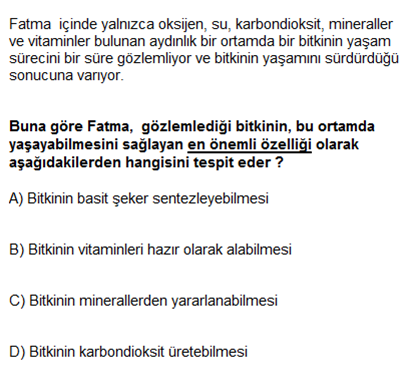 Fatma içinde yalnızca oksijen, su, karbondioksit, mineraller
ve vitaminler bulunan aydınlık bir ortamda bir bitkinin yaşam
sürecini bir süre gözlemliyor ve bitkinin yaşamını sürdürdüğü
sonucuna varıyor.
Buna göre Fatma, gözlemlediği bitkinin, bu ortamda
yaşayabilmesini sağlayan en önemli özelliği olarak
aşağıdakilerden hangisini tespit eder ?
A) Bitkinin basit şeker sentezleyebilmesi
B) Bitkinin vitaminleri hazır olarak alabilmesi
C) Bitkinin minerallerden yararlanabilmesi
D) Bitkinin karbondioksit üretebilmesi